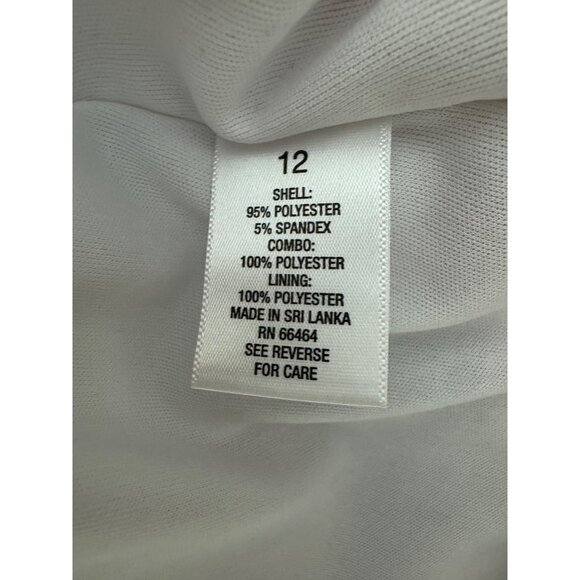 12
SHELL:
95% POLYESTER
5% SPANDEX
COMBO:
100% POLYESTER
LINING:
100% POLYESTER
MADE IN SRI LANKA
RN 66464
SEE REVERSE
FOR CARE